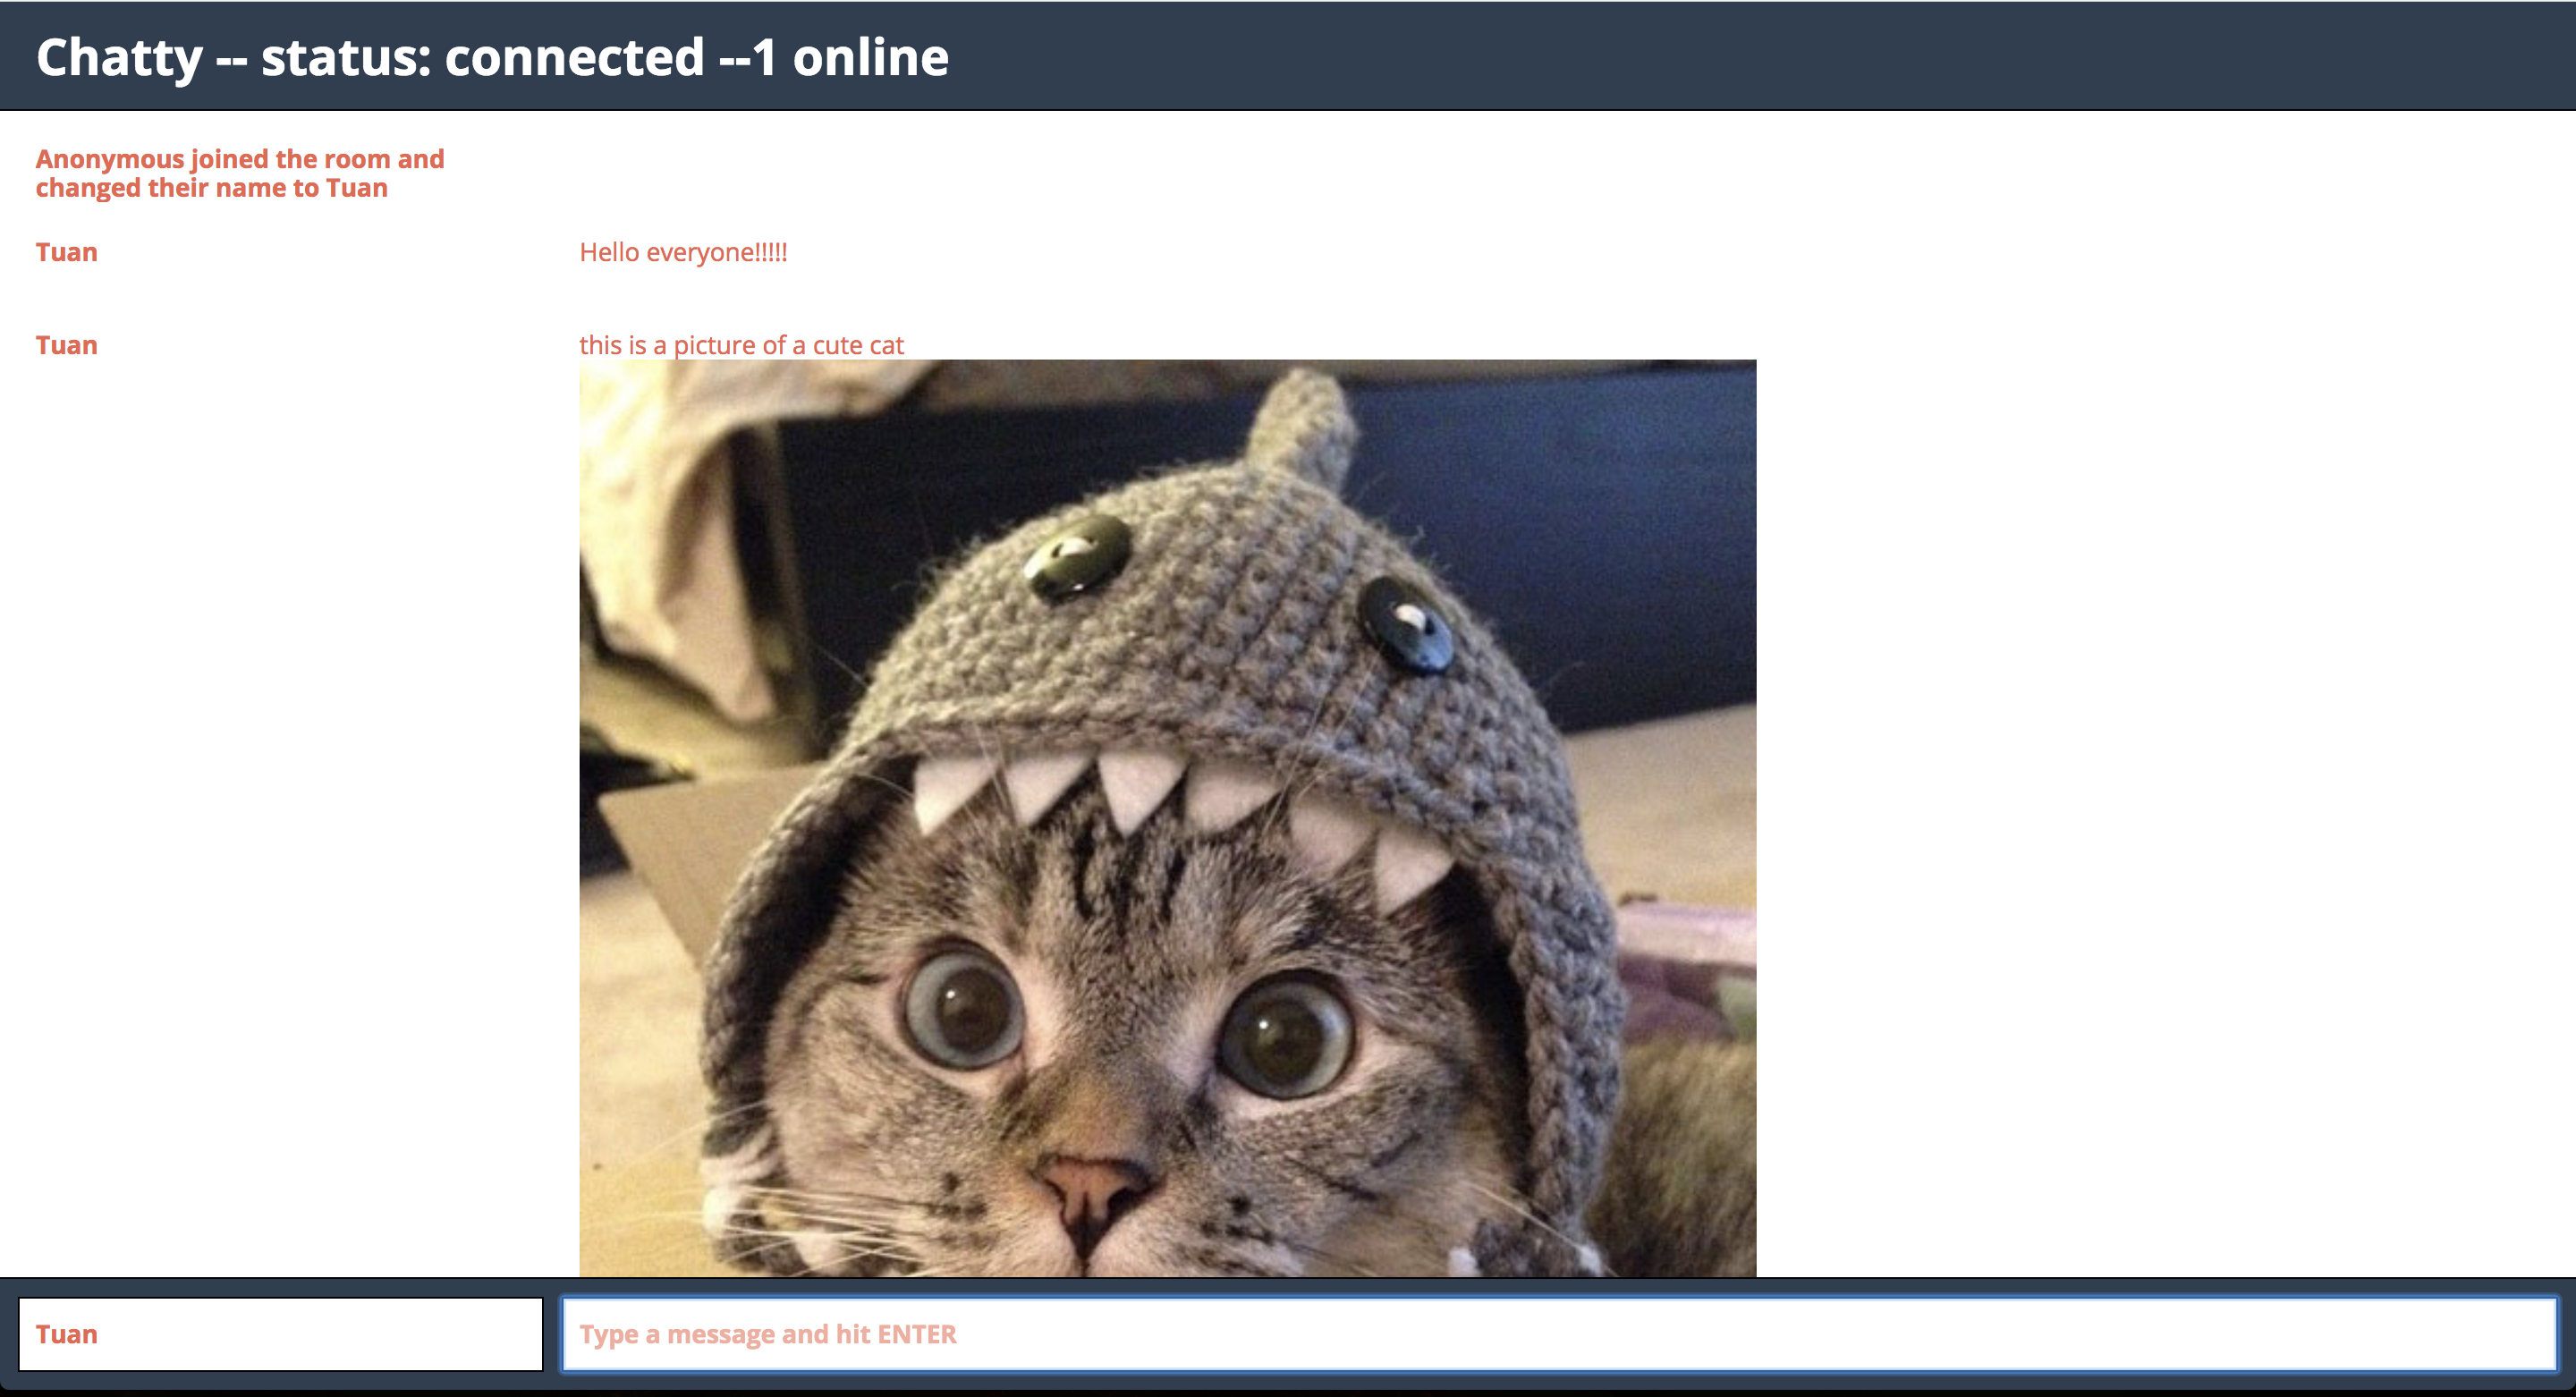 Chatty -- status: connected --1 online
Anonymous joined the room and
changed their name to Tuan
Tuan
Hello everyone!!!!!
Tuan
this is a picture of a cute cat
Tuan
Type a message and hit ENTER